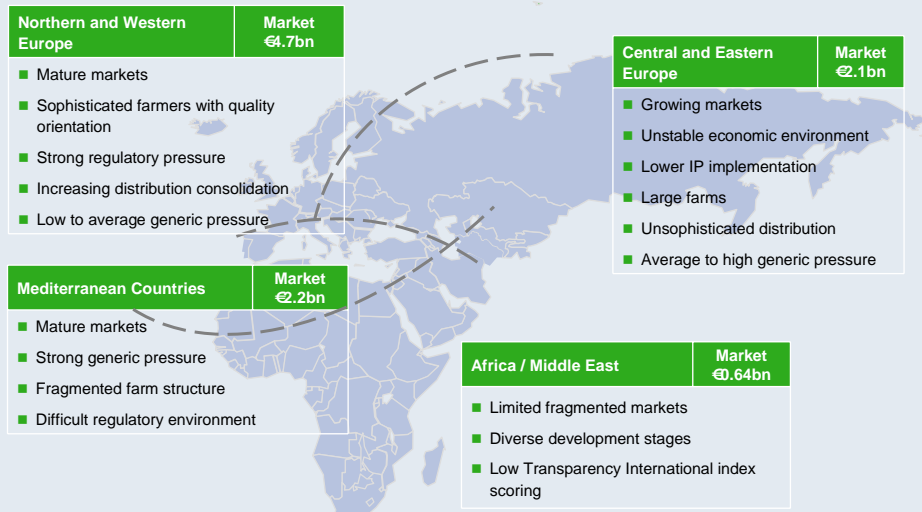 Northern and Western
Europe
Market
€4.7bn
Mature markets
Sophisticated farmers with quality
orientation
Strong regulatory pressure
Increasing distribution consolidation
Low to average generic pressure
Central and Eastern
Europe
Market
€2.1bn
Growing markets
Unstable economic environment
Lower IP implementation
Large farms
Unsophisticated distribution
Average to high generic pressure
Mediterranean Countries
Market
€2.2bn
Mature markets
Strong generic pressure
Fragmented farm structure
Difficult regulatory environment
Africa / Middle East
Market
€0.64bn
Limited fragmented markets
Diverse development stages
Low Transparency International index
scoring